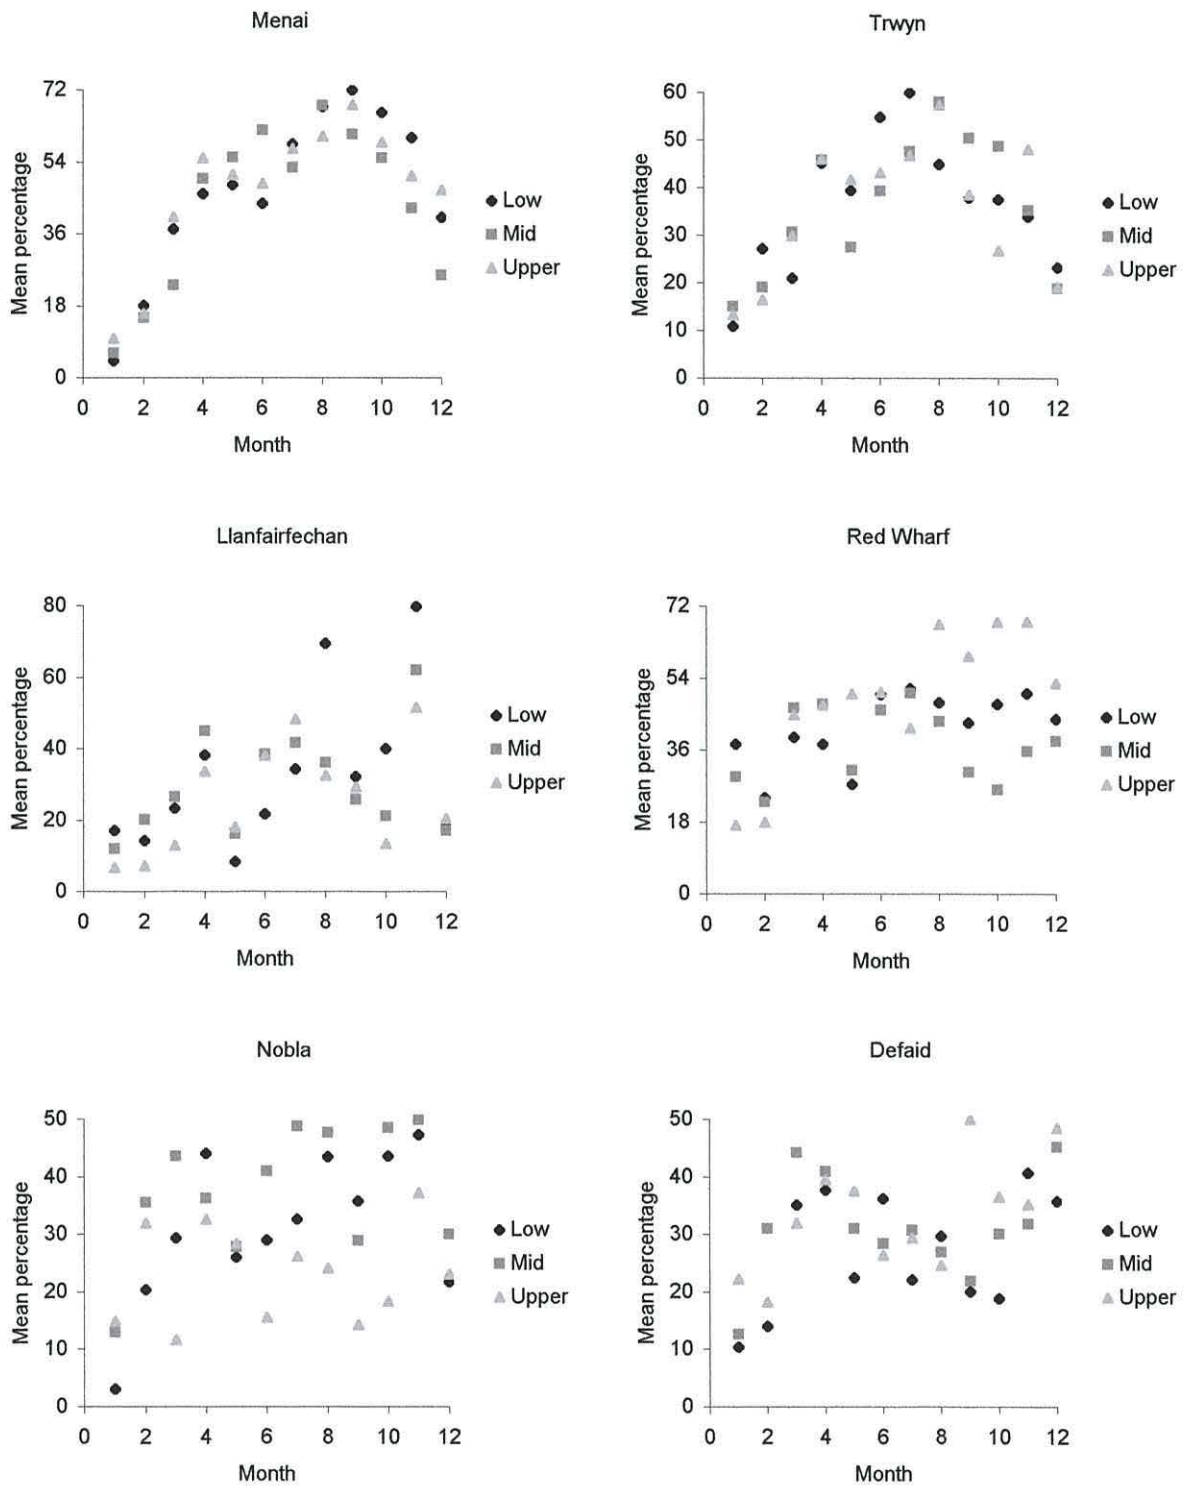 Menai
72
54
36
18
0
Mean percentage
0 2 4 6 8 10 12
Month
Low
Mid
Upper
Trwyn
60
50
40
30
20
10
0
Mean percentage
0 2 4 6 8 10 12
Month
Low
Mid
Upper
Llanfairfechan
80
60
40
20
0
Mean percentage
0 2 4 6 8 10 12
Month
Low
Mid
Upper
Red Wharf
72
54
36
18
0
Mean percentage
0 2 4 6 8 10 12
Month
Low
Mid
Upper
Nobla
50
40
30
20
10
0
Mean percentage
0 2 4 6 8 10 12
Month
Low
Mid
Upper
Defaid
50
40
30
20
10
0
Mean percentage
0 2 4 6 8 10 12
Month
Low
Mid
Upper